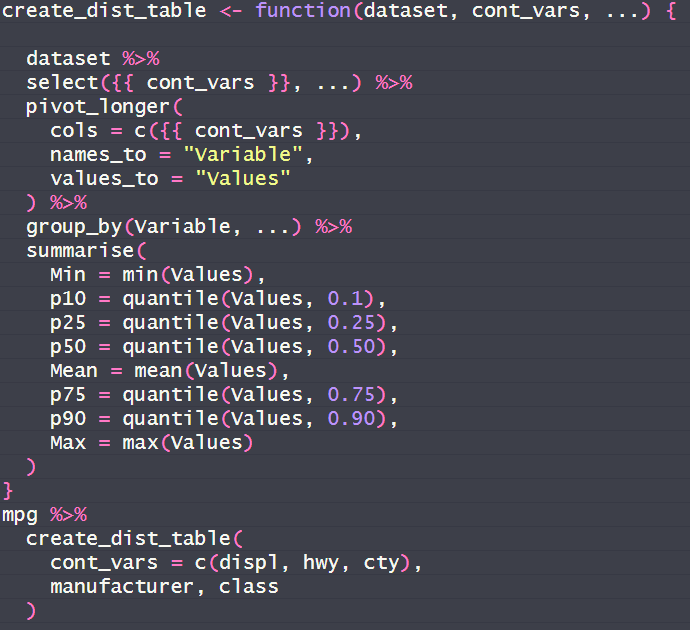 create_dist_table <- function(dataset, cont_vars, ...) {
dataset %>%
select({{ cont_vars }}, ...) %>%
pivot_longer(
cols = c({{ cont_vars }}),
names_to = "Variable",
values_to = "Values"
) %>%
group_by(Variable, ...) %>%
summarise(
Min = min(Values),
p10 = quantile(Values, 0.1),
p25 = quantile(Values, 0.25),
p50 = quantile(Values, 0.50),
Mean = mean(Values),
p75 = quantile(Values, 0.75),
p90 = quantile(Values, 0.90),
Max = max(Values)
)
}
mpg %>%
create_dist_table(
cont_vars = c(displ, hwy, cty),
manufacturer, class
)